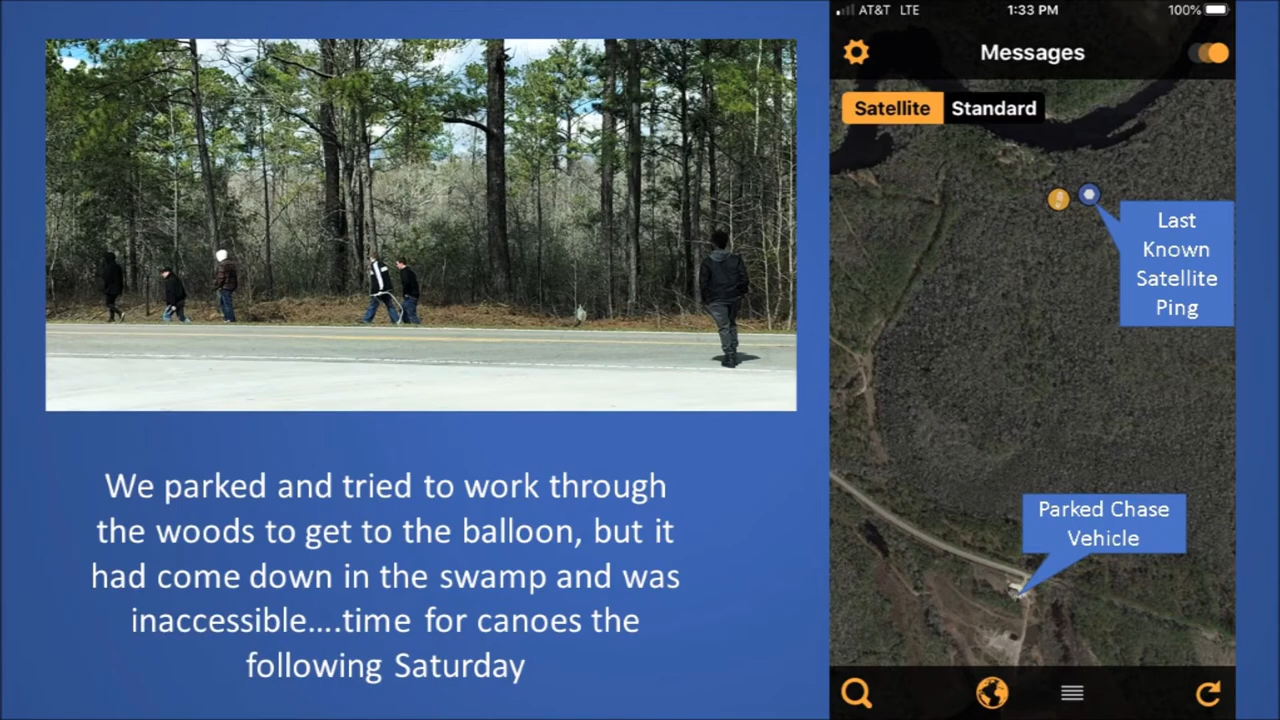 AT&T LTE 1:33 PM 100%
Messages
Satellite Standard
Last
Known
Satellite
Ping
Parked Chase
Vehicle
We parked and tried to work through
the woods to get to the balloon, but it
had come down in the swamp and was
inaccessible....time for canoes the
following Saturday